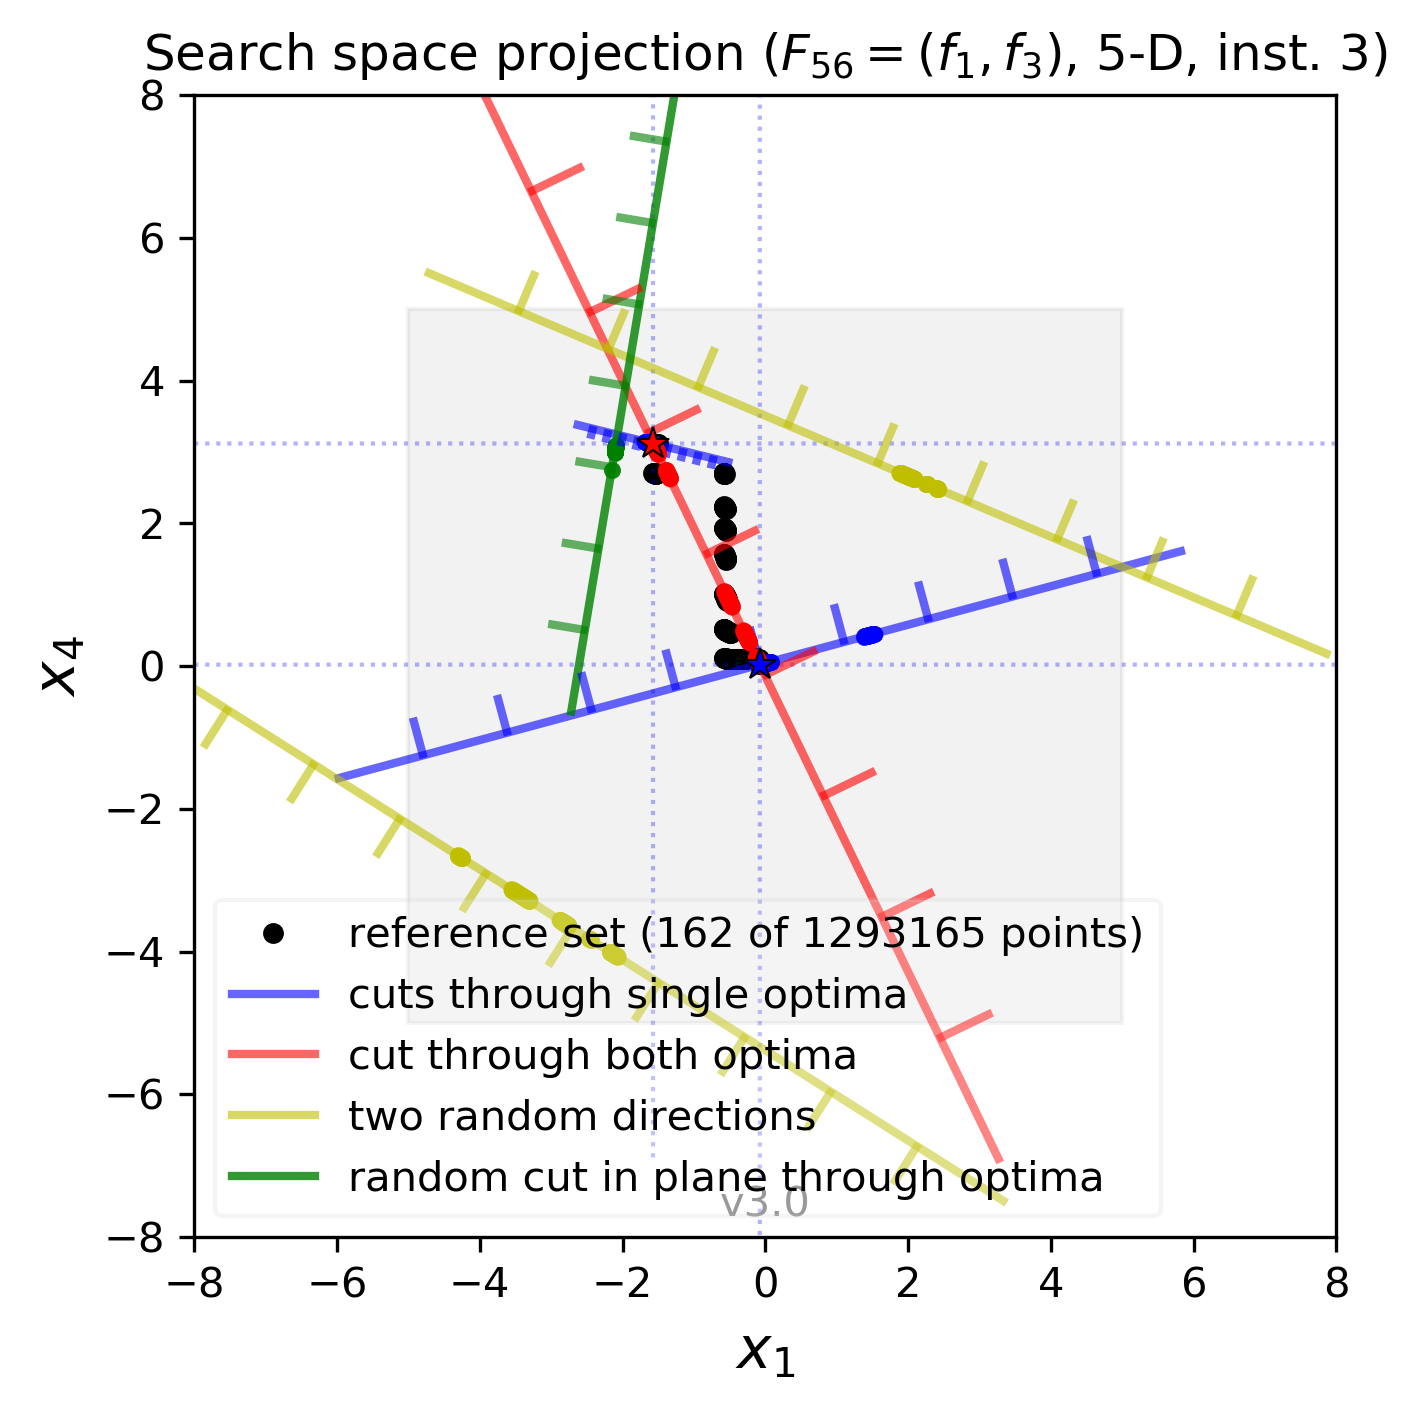 Search space projection (F56 = (f1, f3), 5-D, inst. 3)
8
6
4
2
0
−2
−4
−6
−8
x4
reference set (162 of 1293165 points)
cuts through single optima
cut through both optima
two random directions
random cut in plane through optima
v3.0
−8 −6 −4 −2 0 2 4 6 8
x1